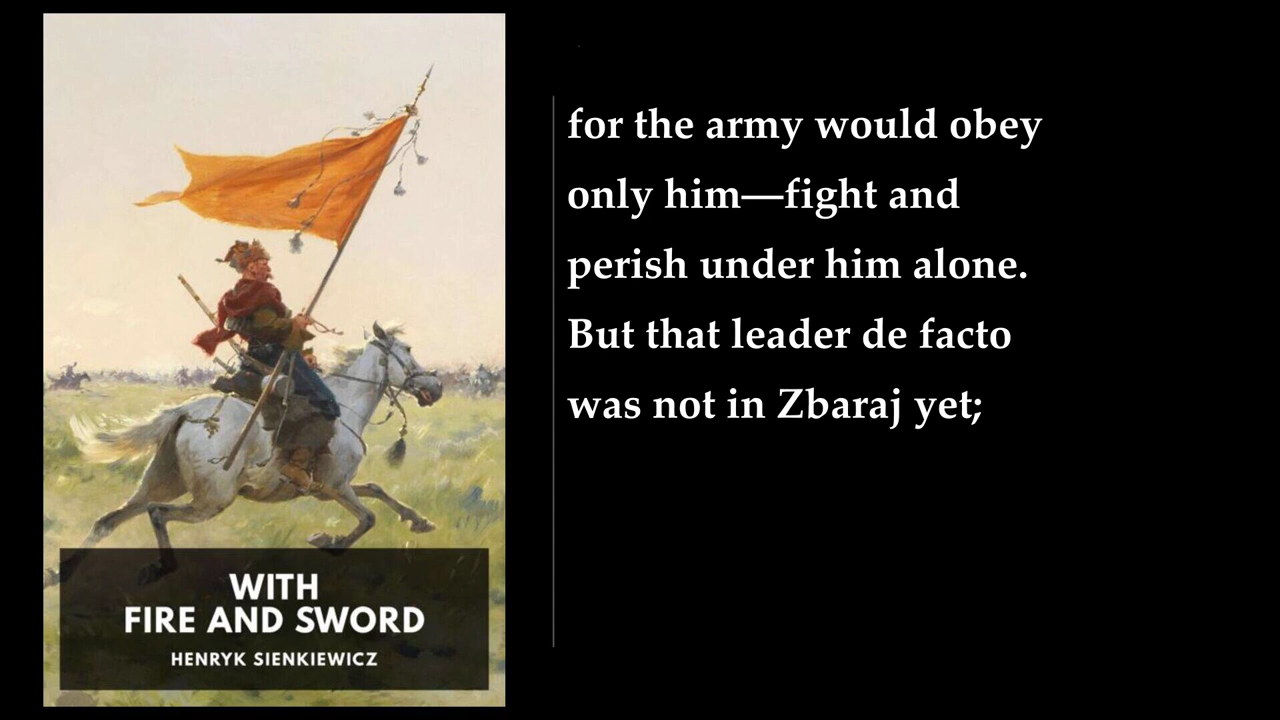 for the army would obey
only him—fight and
perish under him alone.
But that leader de facto
was not in Zbaraj yet;
WITH
FIRE AND SWORD
HENRYK SIENKIEWICZ